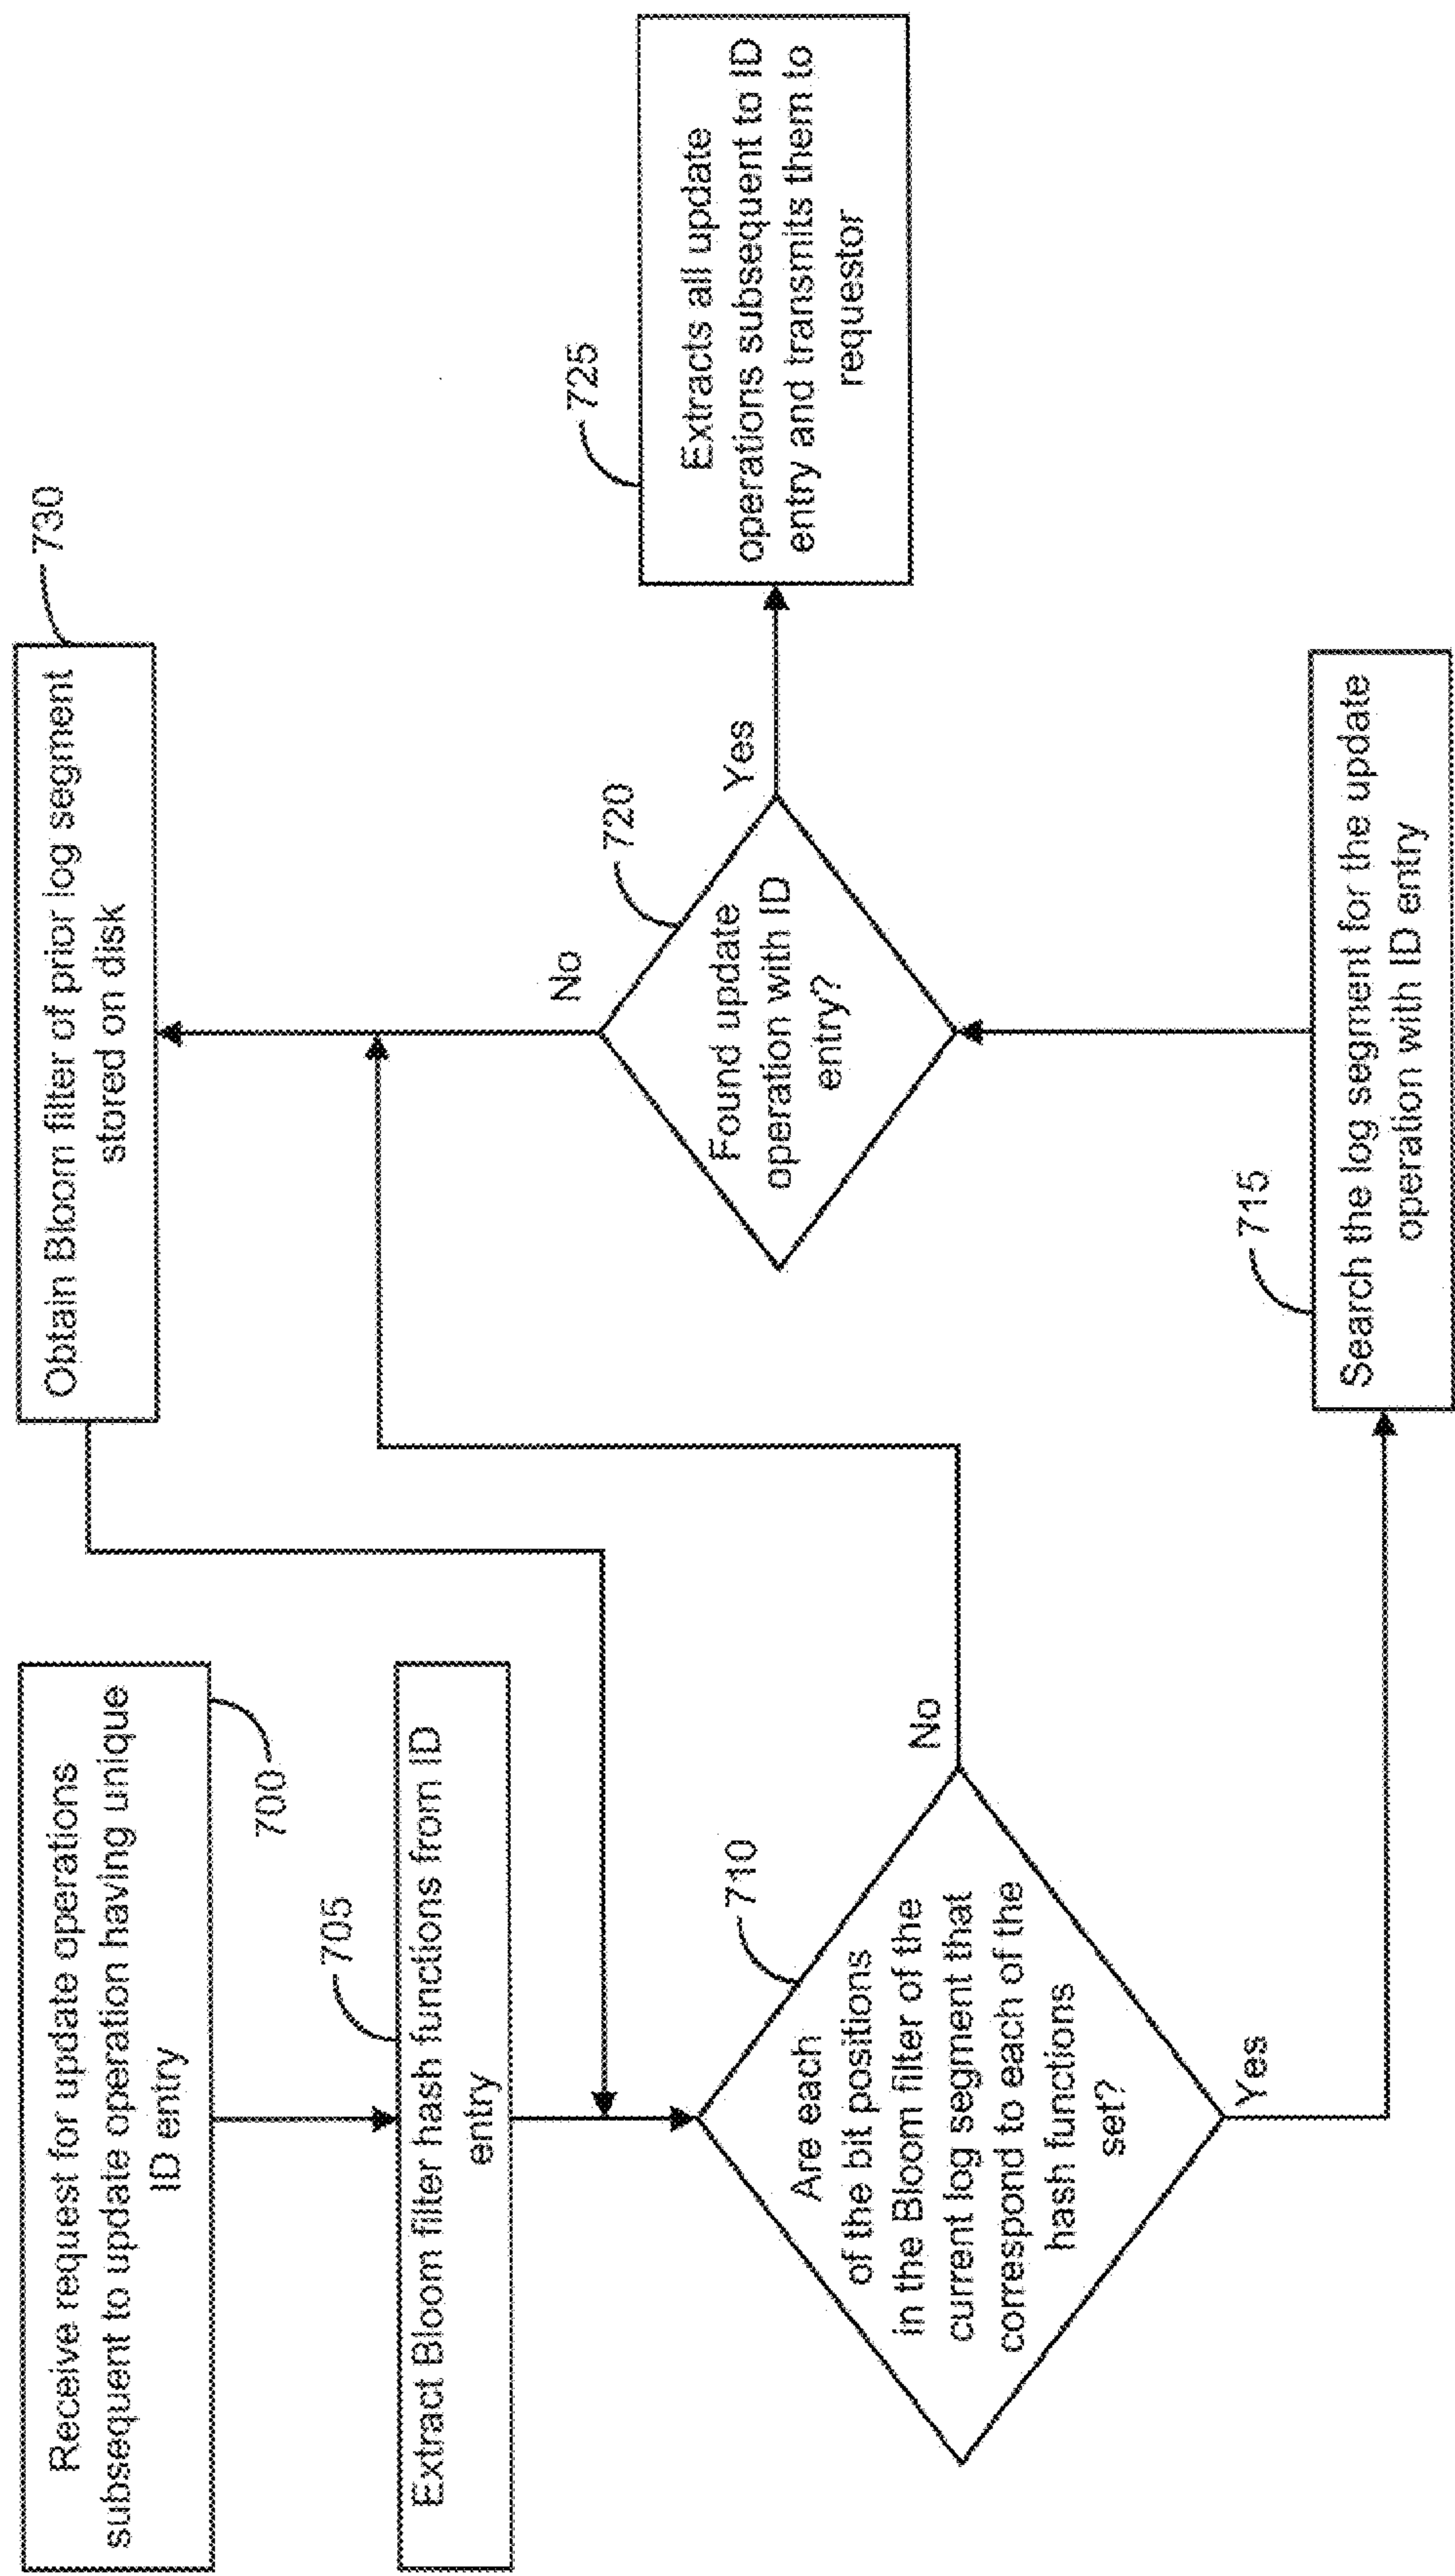 Receive request for update operations
subsequent to update operation having unique
ID entry
700
705
Extract Bloom filter hash functions from ID
entry
710
Are each
of the bit positions
in the Bloom filter of the
current log segment that
correspond to each of the
hash functions
set?
No
Yes
715
Search the log segment for the update
operation with ID entry
720
Found update
operation with ID
entry?
No
Yes
725
Extracts all update
operations subsequent to ID
entry and transmits them to
requestor
730
Obtain Bloom filter of prior log segment
stored on disk